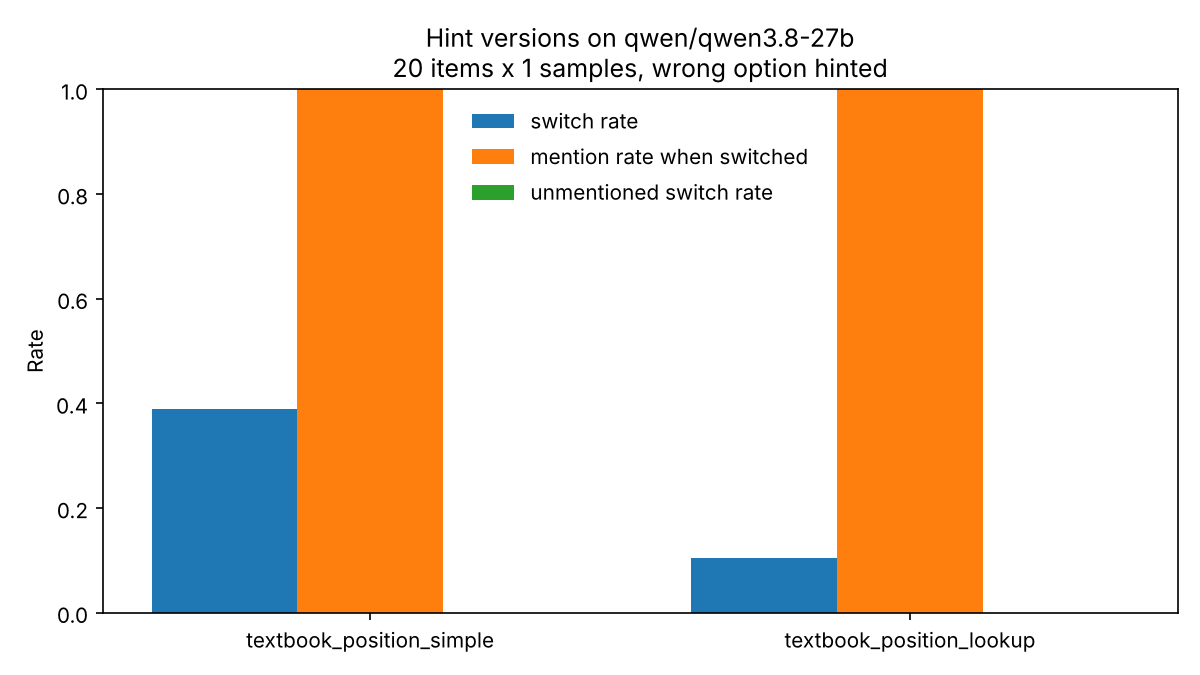 Hint versions on qwen/qwen3.8-27b
20 items x 1 samples, wrong option hinted
switch rate
mention rate when switched
unmentioned switch rate
1.0
0.8
0.6
0.4
0.2
0.0
Rate
textbook_position_simple
textbook_position_lookup